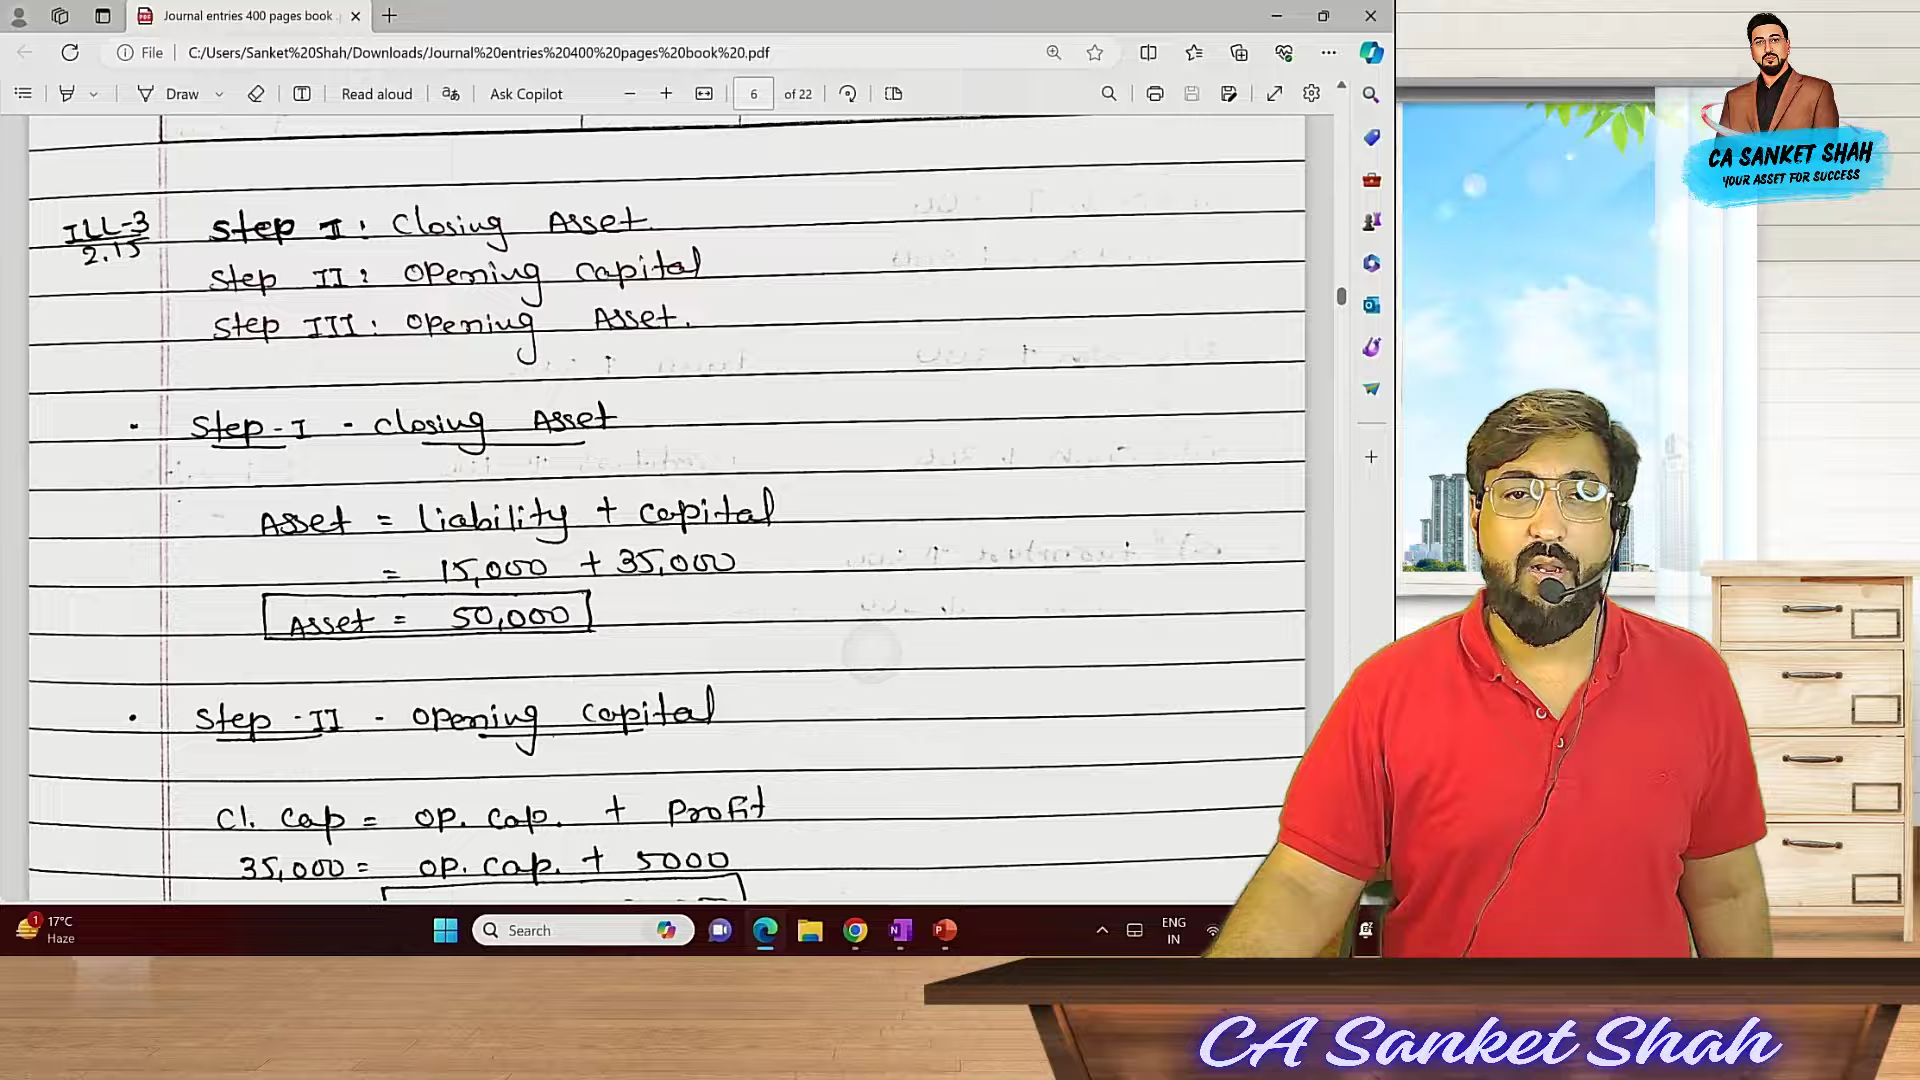 Journal entries 400 pages book .p
File C:/Users/Sanket%20Shah/Downloads/Journal%20entries%20400%20pages%20book%20.pdf
Draw Read aloud Ask Copilot 6 of 22
CA SANKET SHAH
YOUR ASSET FOR SUCCESS
ILL-3
2.15
Step I : Closing Asset.
Step II : Opening Capital
Step III : Opening Asset.
Step-I - Closing Asset
Asset = liability + Capital
= 15,000 + 35,000
Asset = 50,000
Step-II - Opening Capital
Cl. Cap = Op. Cap. + Profit
35,000 = Op. Cap. + 5000
1
17°C
Haze
Search
ENG
IN
CA Sanket Shah